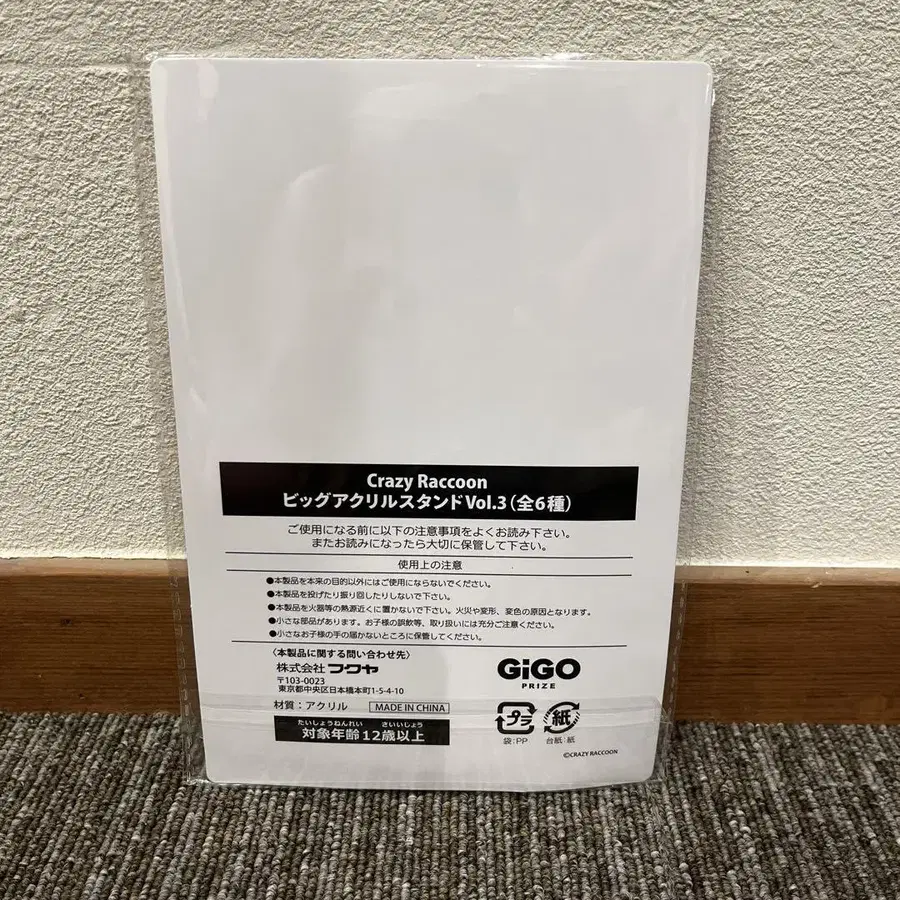 Crazy Raccoon
ビッグアクリルスタンドVol.3(全6種)
ご使用になる前に以下の注意事項をよくお読み下さい。
またお読みになったら大切に保管して下さい。
使用上の注意
●本製品を本来の目的以外にはご使用にならないでください。
●本製品を投げたり振り回したりしないで下さい。
●本製品を火器等の熱源近くに置かないで下さい。火災や変形、変色の原因となります。
●小さな部品があります。お子様の誤飲等、取り扱いには充分ご注意ください。
●小さなお子様の手の届かないところに保管してください。
〈本製品に関する問い合わせ先〉
株式会社 フクヤ
〒103-0023
東京都中央区日本橋本町1-5-4-10
材質:アクリル MADE IN CHINA
たいしょうねんれい さいいじょう
対象年齢12歳以上
GiGO
PRIZE
プラ 紙
袋:PP 台紙:紙
©CRAZY RACCOON